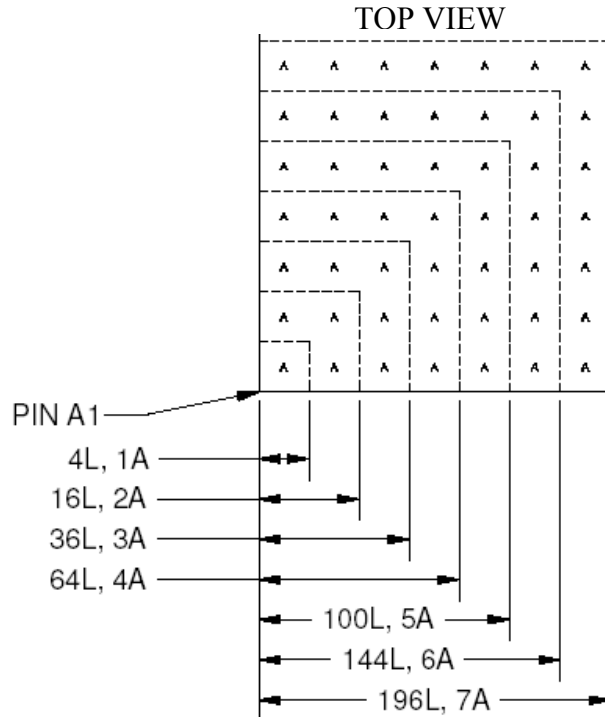 TOP VIEW
A A A A A A A
A A A A A A A
A A A A A A A
A A A A A A A
A A A A A A A
A A A A A A A
A A A A A A A
PIN A1
4L, 1A
16L, 2A
36L, 3A
64L, 4A
100L, 5A
144L, 6A
196L, 7A